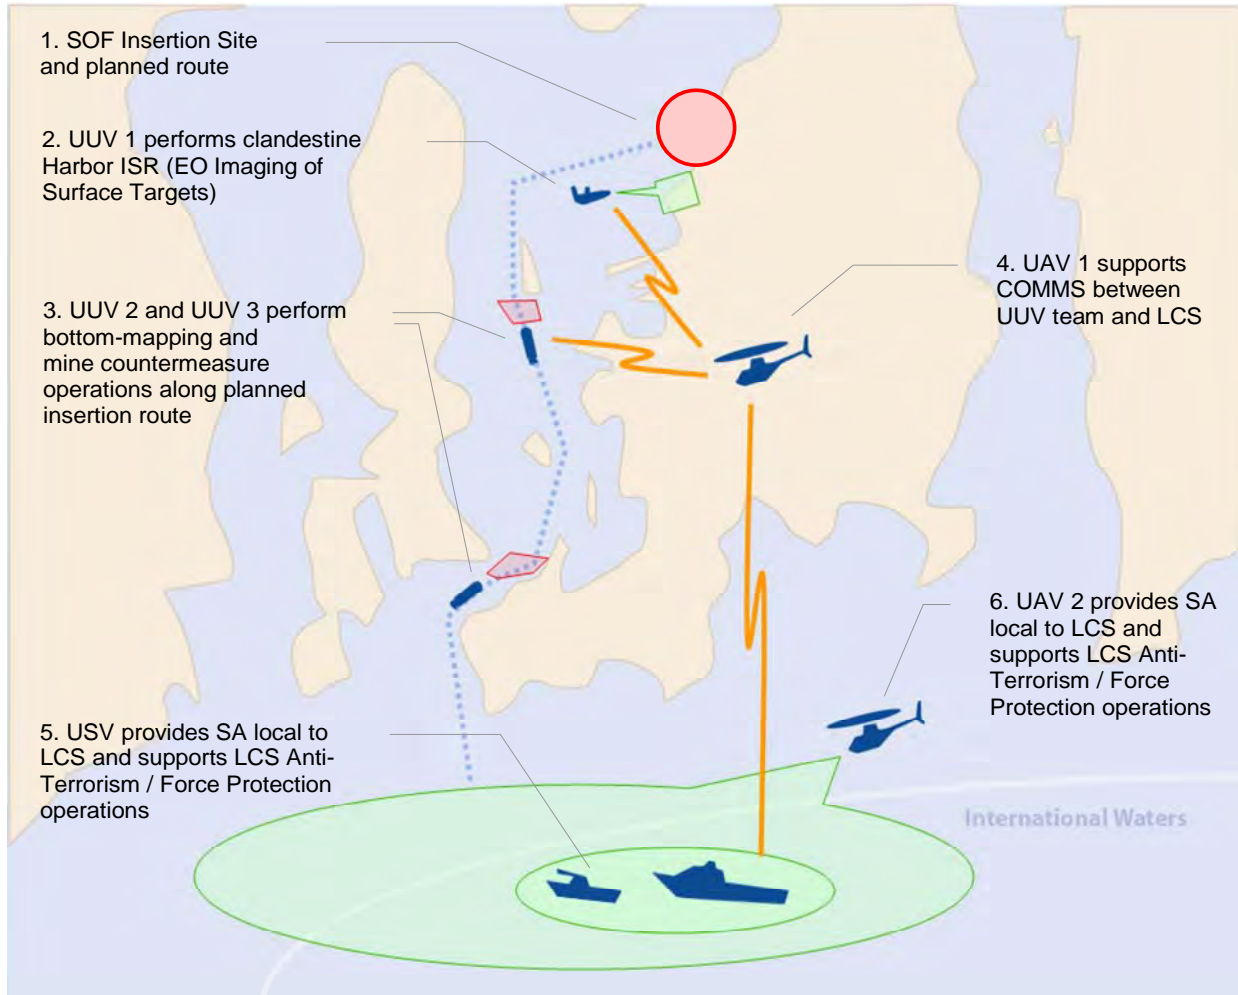 1. SOF Insertion Site
and planned route
2. UUV 1 performs clandestine
Harbor ISR (EO Imaging of
Surface Targets)
3. UUV 2 and UUV 3 perform
bottom-mapping and
mine countermeasure
operations along planned
insertion route
4. UAV 1 supports
COMMS between
UUV team and LCS
5. USV provides SA local to
LCS and supports LCS Anti-
Terrorism / Force Protection
operations
6. UAV 2 provides SA
local to LCS and
supports LCS Anti-
Terrorism / Force
Protection operations
International Waters